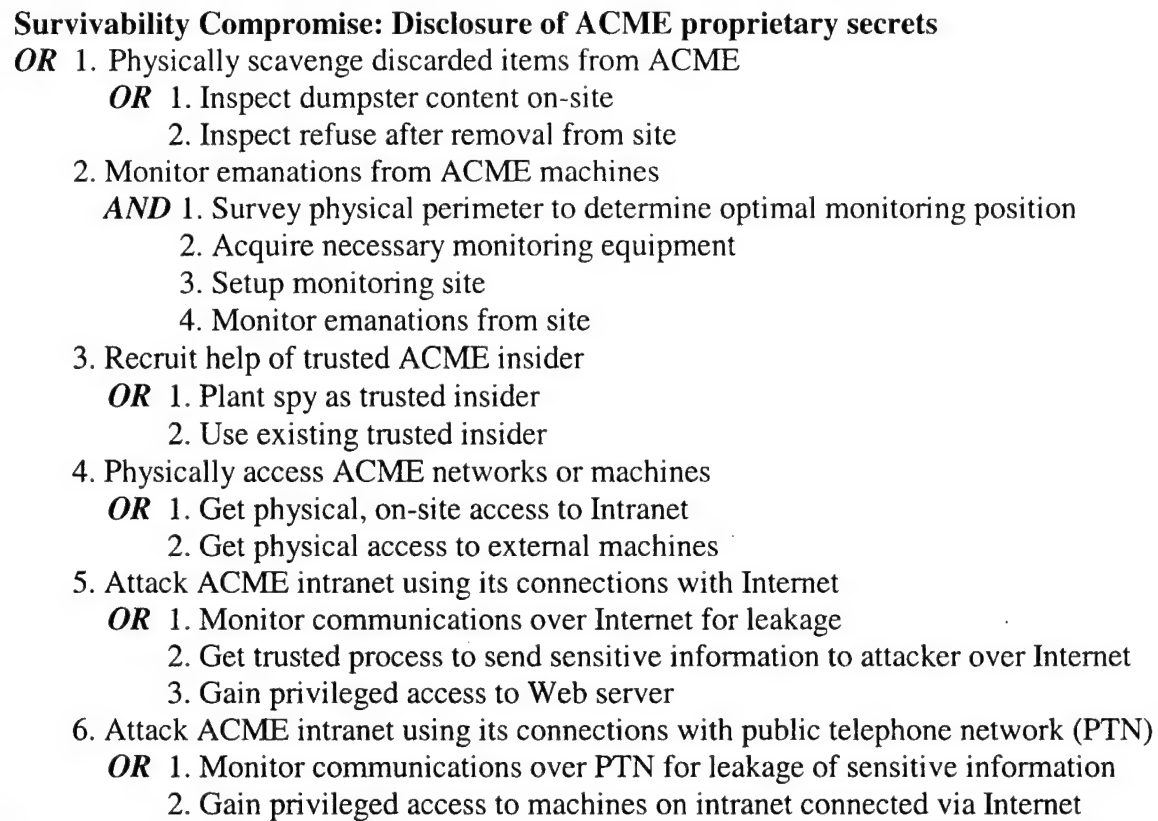 Survivability Compromise: Disclosure of ACME proprietary secrets
OR 1. Physically scavenge discarded items from ACME
OR 1. Inspect dumpster content on-site
2. Inspect refuse after removal from site
2. Monitor emanations from ACME machines
AND 1. Survey physical perimeter to determine optimal monitoring position
2. Acquire necessary monitoring equipment
3. Setup monitoring site
4. Monitor emanations from site
3. Recruit help of trusted ACME insider
OR 1. Plant spy as trusted insider
2. Use existing trusted insider
4. Physically access ACME networks or machines
OR 1. Get physical, on-site access to Intranet
2. Get physical access to external machines
5. Attack ACME intranet using its connections with Internet
OR 1. Monitor communications over Internet for leakage
2. Get trusted process to send sensitive information to attacker over Internet
3. Gain privileged access to Web server
6. Attack ACME intranet using its connections with public telephone network (PTN)
OR 1. Monitor communications over PTN for leakage of sensitive information
2. Gain privileged access to machines on intranet connected via Internet